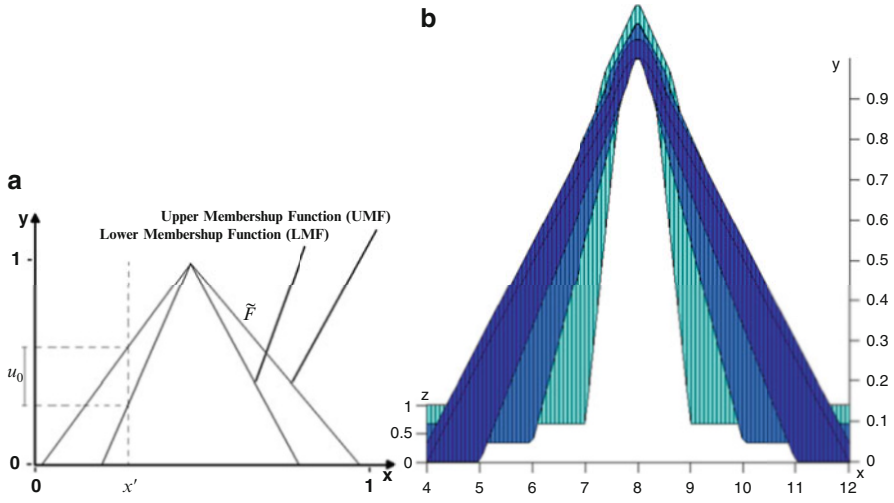 a
y
Upper Membershup Function (UMF)
Lower Membershup Function (LMF)
1
F̃
u0
0
0
x′
1
x
b
y
0.9
0.8
0.7
0.6
0.5
0.4
0.3
0.2
0.1
0
z
1
0.5
0
x
4 5 6 7 8 9 10 11 12